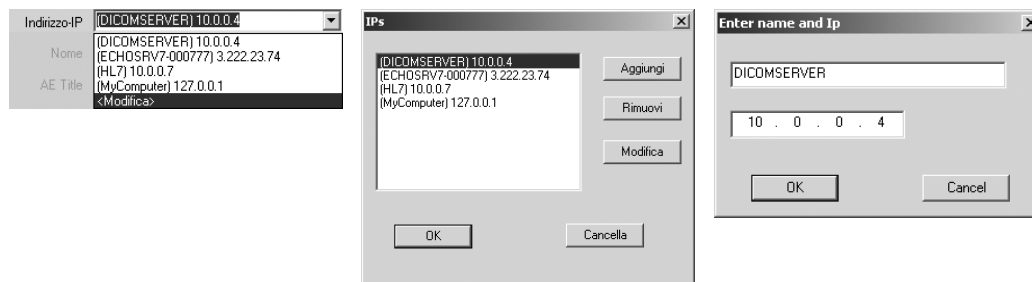 Indirizzo-IP (DICOMSERVER) 10.0.0.4
(DICOMSERVER) 10.0.0.4
Nome (ECHOSRV7-000777) 3.222.23.74
(HL7) 10.0.0.7
AE Title (MyComputer) 127.0.0.1
<Modifica>
IPs
(DICOMSERVER) 10.0.0.4
(ECHOSRV7-000777) 3.222.23.74
(HL7) 10.0.0.7
(MyComputer) 127.0.0.1
Aggiungi
Rimuovi
Modifica
OK Cancella
Enter name and Ip
DICOMSERVER
10 . 0 . 0 . 4
OK Cancel